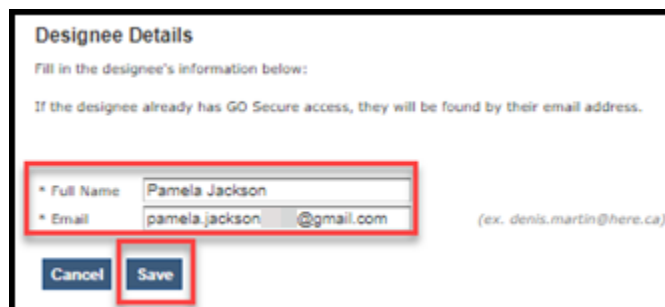 Designee Details
Fill in the designee's information below:
If the designee already has GO Secure access, they will be found by their email address.
* Full Name Pamela Jackson
* Email pamela.jackson @gmail.com (ex. denis.martin@here.ca)
Cancel Save